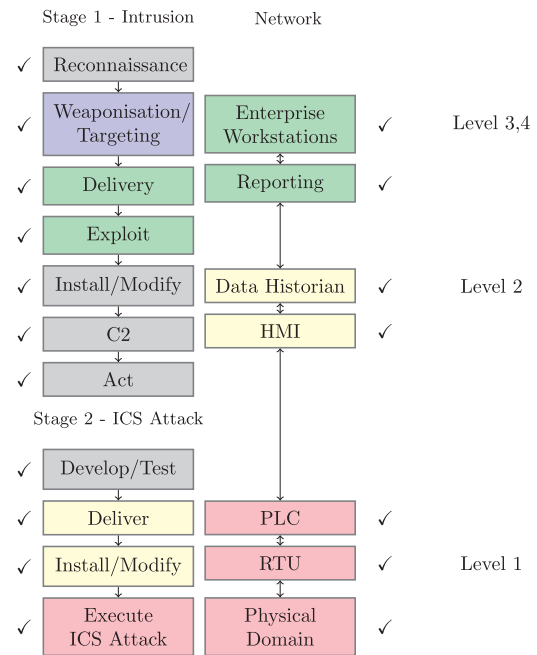 Stage 1 - Intrusion
Network
✓ Reconnaissance
✓ Weaponisation/
Targeting
Enterprise
Workstations ✓
Level 3,4
✓ Delivery
Reporting ✓
✓ Exploit
✓ Install/Modify
Data Historian ✓
Level 2
✓ C2
HMI ✓
✓ Act
Stage 2 - ICS Attack
✓ Develop/Test
✓ Deliver
PLC ✓
✓ Install/Modify
RTU ✓
Level 1
✓ Execute
ICS Attack
Physical
Domain ✓